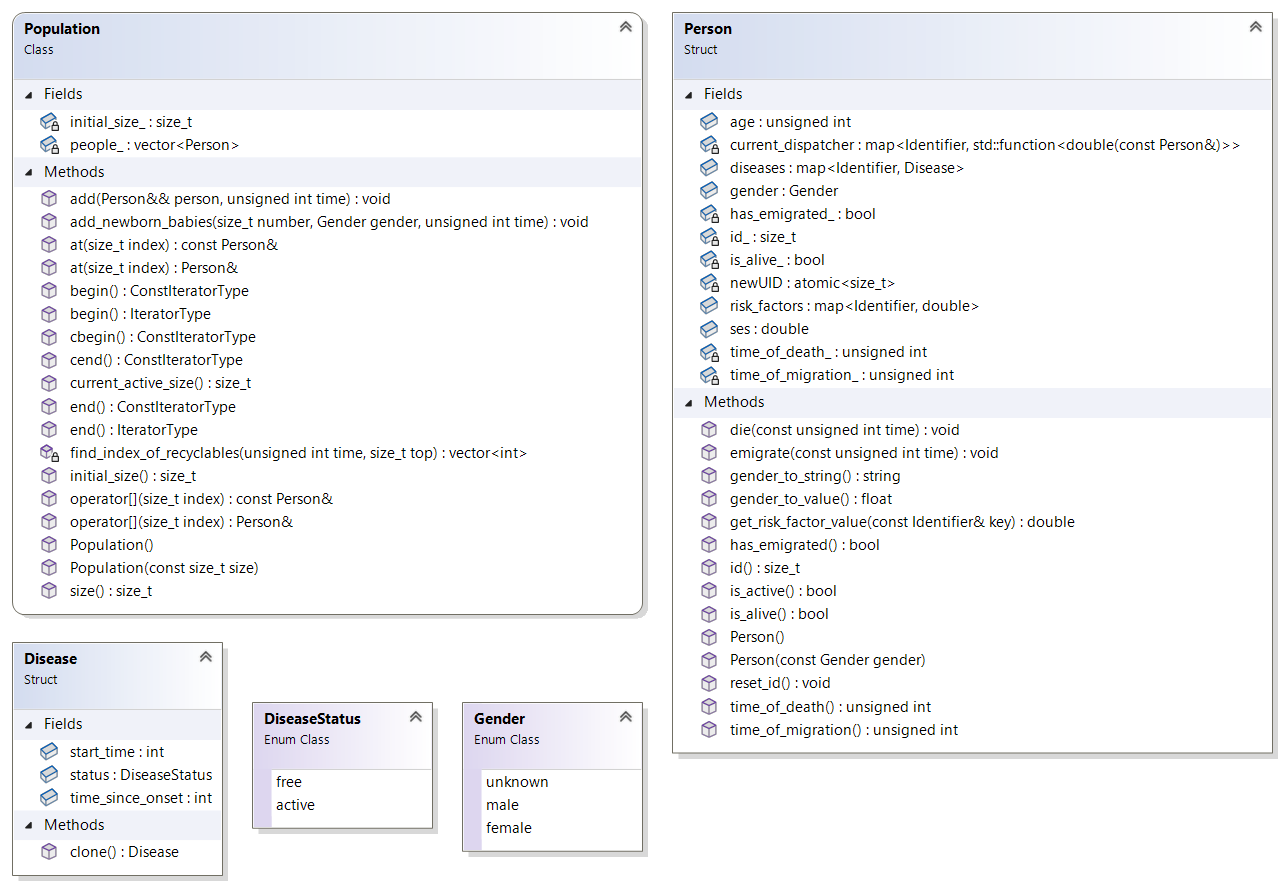 Population
Class
Fields
initial_size_ : size_t
people_ : vector<Person>
Methods
add(Person&& person, unsigned int time) : void
add_newborn_babies(size_t number, Gender gender, unsigned int time) : void
at(size_t index) : const Person&
at(size_t index) : Person&
begin() : ConstIteratorType
begin() : IteratorType
cbegin() : ConstIteratorType
cend() : ConstIteratorType
current_active_size() : size_t
end() : ConstIteratorType
end() : IteratorType
find_index_of_recyclables(unsigned int time, size_t top) : vector<int>
initial_size() : size_t
operator[](size_t index) : const Person&
operator[](size_t index) : Person&
Population()
Population(const size_t size)
size() : size_t
Person
Struct
Fields
age : unsigned int
current_dispatcher : map<Identifier, std::function<double(const Person&)>>
diseases : map<Identifier, Disease>
gender : Gender
has_emigrated_ : bool
id_ : size_t
is_alive_ : bool
newUID : atomic<size_t>
risk_factors : map<Identifier, double>
ses : double
time_of_death_ : unsigned int
time_of_migration_ : unsigned int
Methods
die(const unsigned int time) : void
emigrate(const unsigned int time) : void
gender_to_string() : string
gender_to_value() : float
get_risk_factor_value(const Identifier& key) : double
has_emigrated() : bool
id() : size_t
is_active() : bool
is_alive() : bool
Person()
Person(const Gender gender)
reset_id() : void
time_of_death() : unsigned int
time_of_migration() : unsigned int
Disease
Struct
Fields
start_time : int
status : DiseaseStatus
time_since_onset : int
Methods
clone() : Disease
DiseaseStatus
Enum Class
free
active
Gender
Enum Class
unknown
male
female